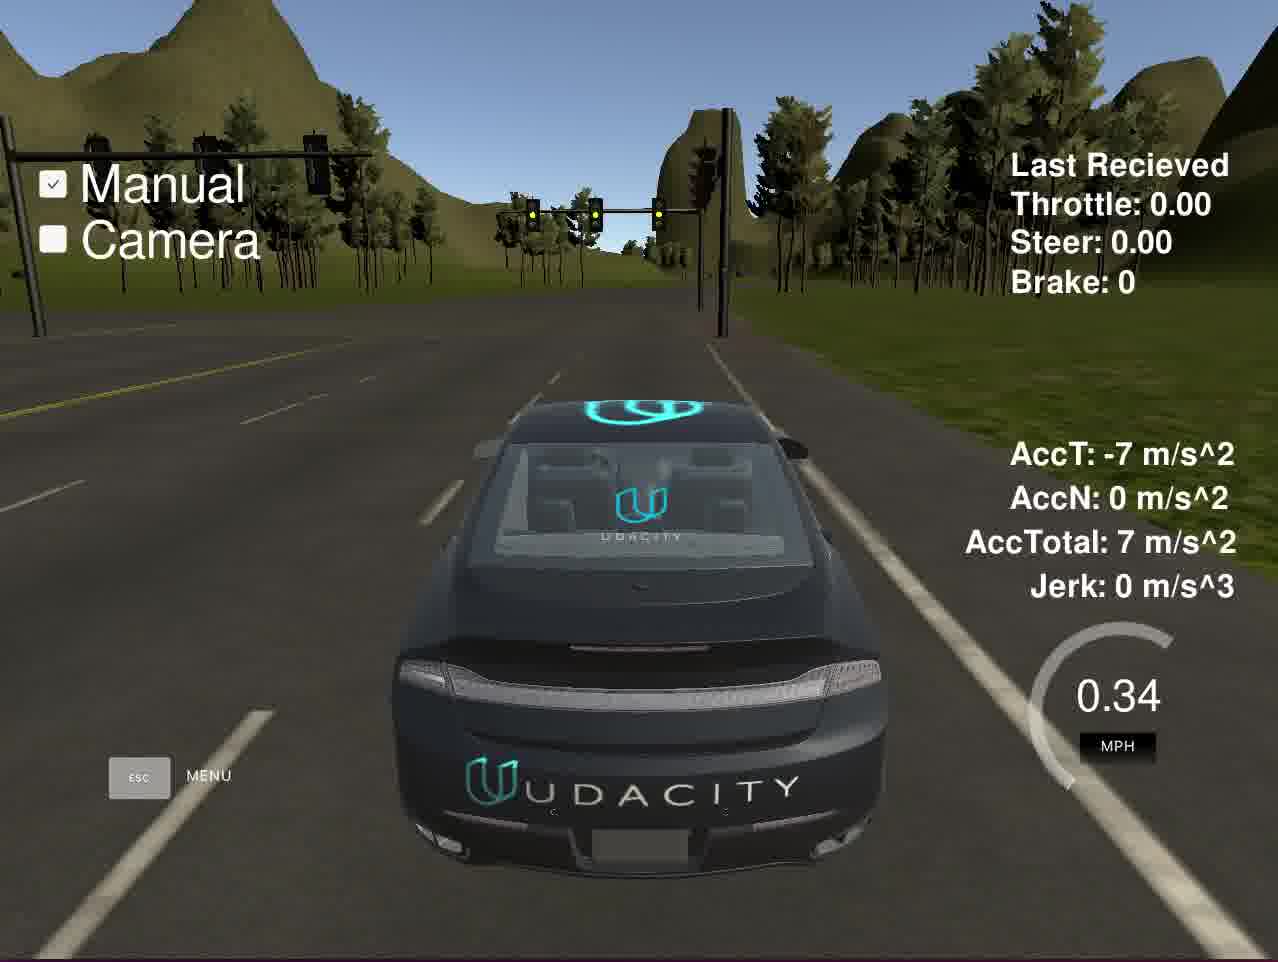 Manual
Camera
Last Recieved
Throttle: 0.00
Steer: 0.00
Brake: 0
AccT: -7 m/s^2
AccN: 0 m/s^2
AccTotal: 7 m/s^2
Jerk: 0 m/s^3
UDACITY
0.34
MPH
ESC MENU
UDACITY